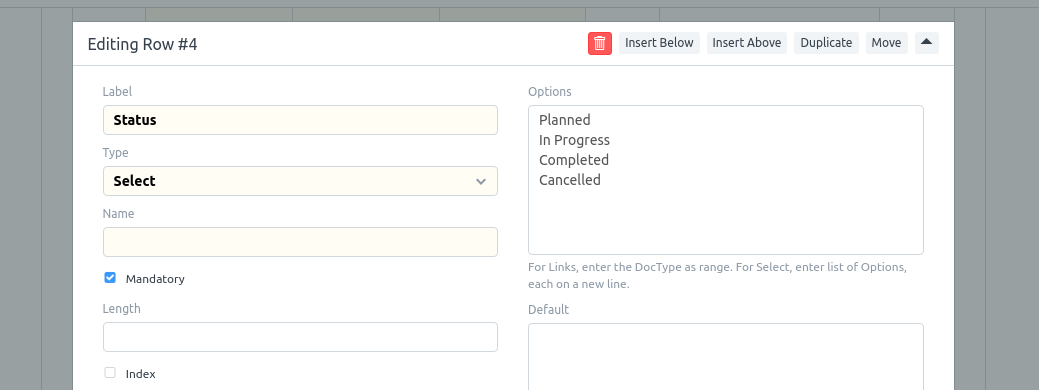 Editing Row #4
Insert Below
Insert Above
Duplicate
Move
Label
Status
Type
Select
Name
Mandatory
Length
Index
Options
Planned
In Progress
Completed
Cancelled
For Links, enter the DocType as range. For Select, enter list of Options,
each on a new line.
Default